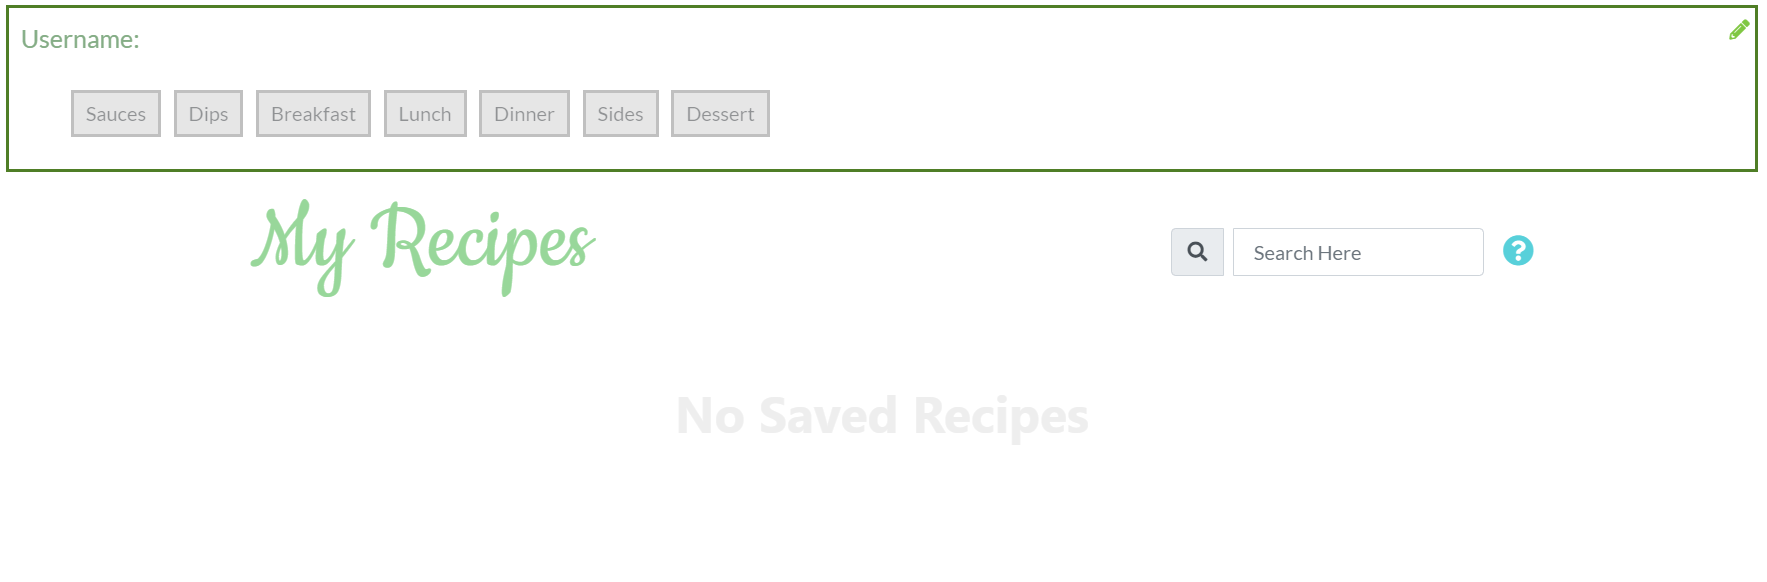 Username:
Sauces Dips Breakfast Lunch Dinner Sides Dessert
My Recipes
Search Here
No Saved Recipes